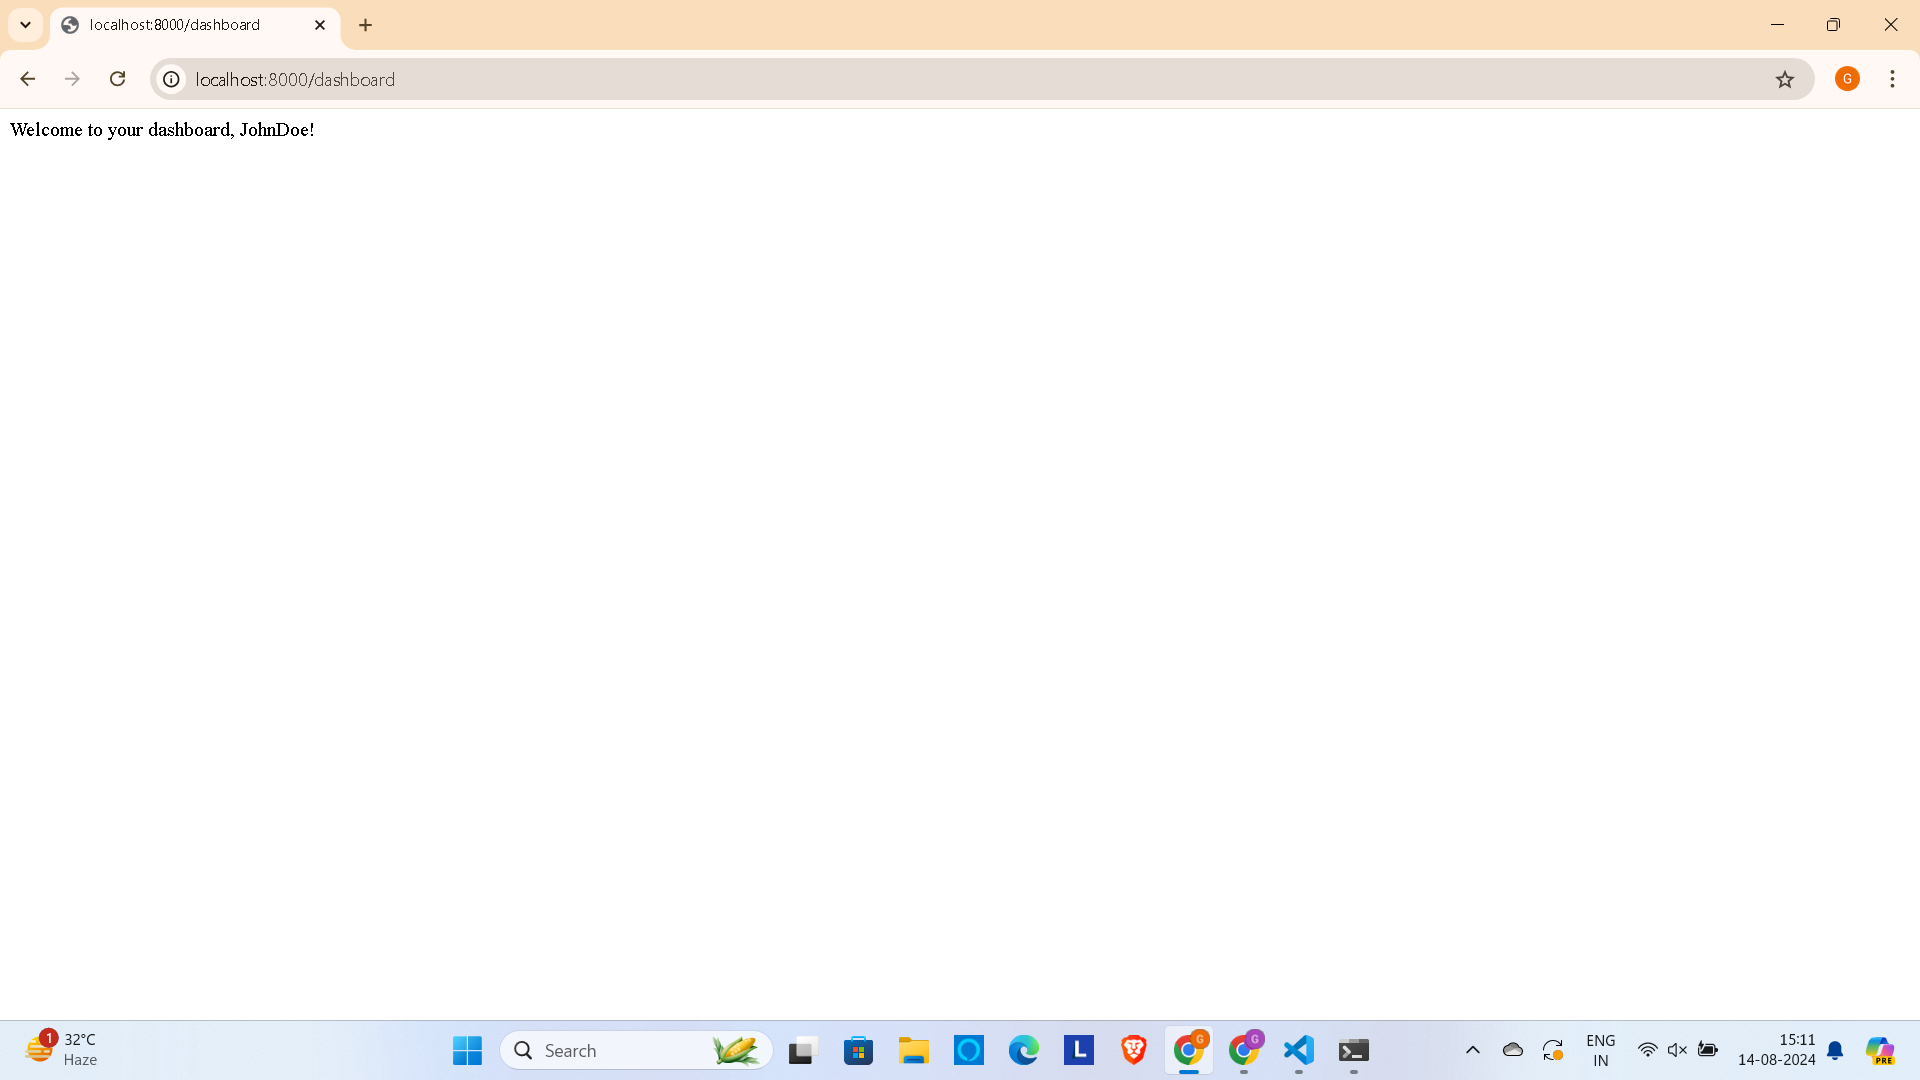 localhost:8000/dashboard
localhost:8000/dashboard
G
Welcome to your dashboard, JohnDoe!
1
32°C
Haze
Search
L
G
G
ENG
IN
15:11
14-08-2024
PRE